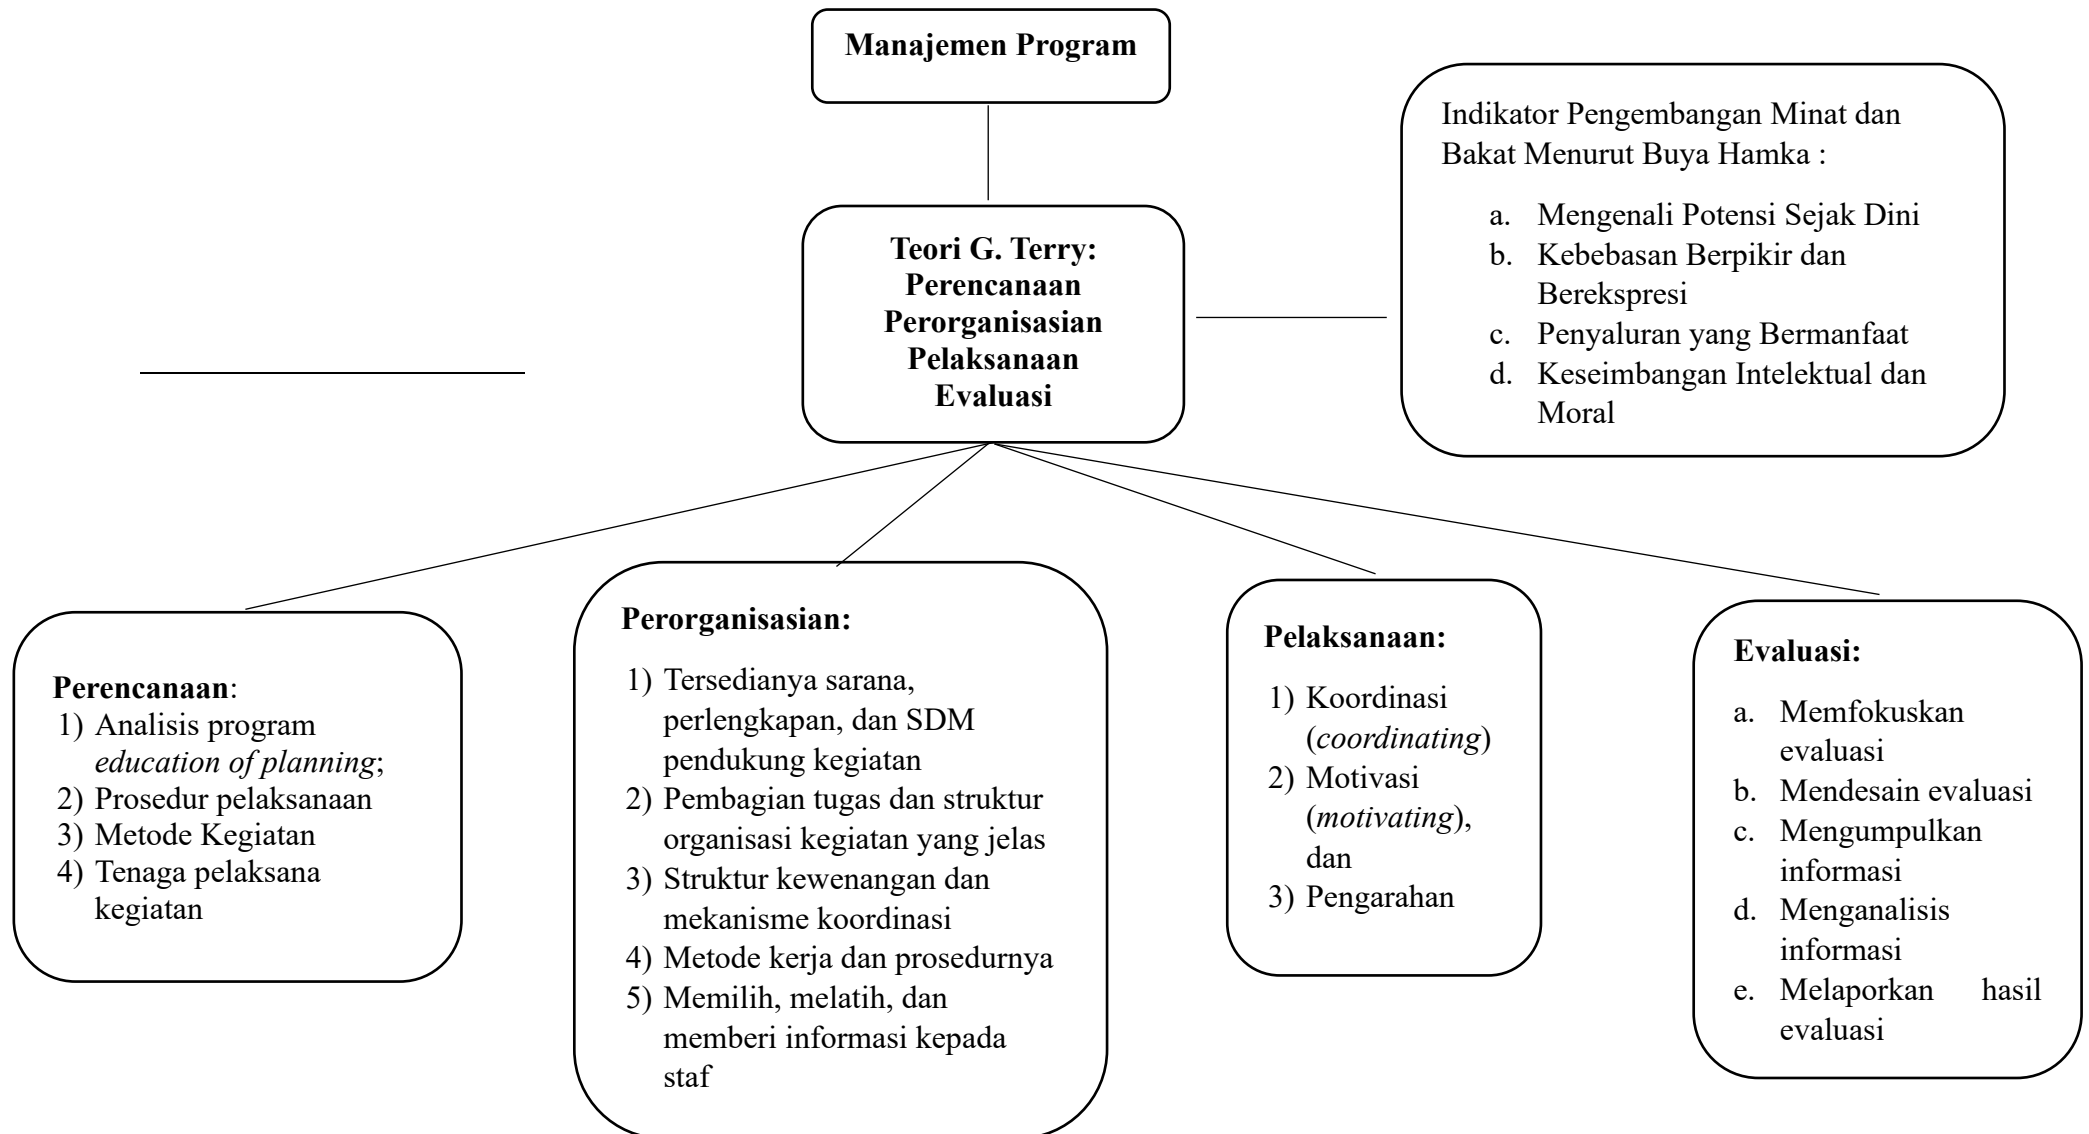 Manajemen Program
Teori G. Terry:
Perencanaan
Perorganisasian
Pelaksanaan
Evaluasi
Indikator Pengembangan Minat dan
Bakat Menurut Buya Hamka :
a. Mengenali Potensi Sejak Dini
b. Kebebasan Berpikir dan
Berekspresi
c. Penyaluran yang Bermanfaat
d. Keseimbangan Intelektual dan
Moral
Perencanaan:
1) Analisis program
education of planning;
2) Prosedur pelaksanaan
3) Metode Kegiatan
4) Tenaga pelaksana
kegiatan
Perorganisasian:
1) Tersedianya sarana,
perlengkapan, dan SDM
pendukung kegiatan
2) Pembagian tugas dan struktur
organisasi kegiatan yang jelas
3) Struktur kewenangan dan
mekanisme koordinasi
4) Metode kerja dan prosedurnya
5) Memilih, melatih, dan
memberi informasi kepada
staf
Pelaksanaan:
1) Koordinasi
(coordinating)
2) Motivasi
(motivating),
dan
3) Pengarahan
Evaluasi:
a. Memfokuskan
evaluasi
b. Mendesain evaluasi
c. Mengumpulkan
informasi
d. Menganalisis
informasi
e. Melaporkan hasil
evaluasi